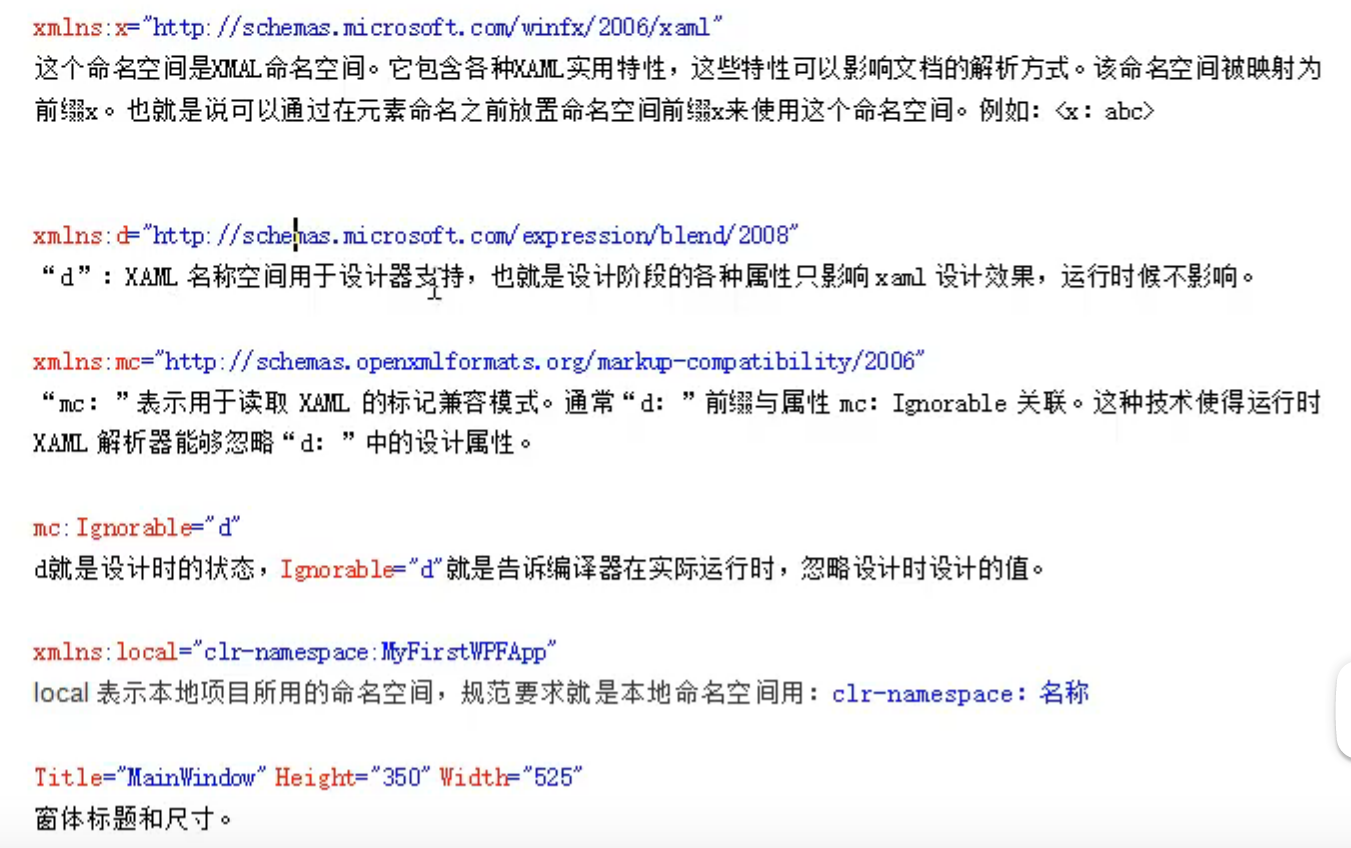 xmlns:x="http://schemas.microsoft.com/winfx/2006/xaml"
这个命名空间是XMAL命名空间。它包含各种XAML实用特性，这些特性可以影响文档的解析方式。该命名空间被映射为
前缀x。也就是说可以通过在元素命名之前放置命名空间前缀x来使用这个命名空间。例如：<x：abc>
xmlns:d="http://schemas.microsoft.com/expression/blend/2008"
“d”：XAML 名称空间用于设计器支持，也就是设计阶段的各种属性只影响 xaml 设计效果，运行时候不影响。
xmlns:mc="http://schemas.openxmlformats.org/markup-compatibility/2006"
“mc：”表示用于读取 XAML 的标记兼容模式。通常“d：”前缀与属性 mc：Ignorable 关联。这种技术使得运行时
XAML 解析器能够忽略“d：”中的设计属性。
mc:Ignorable="d"
d就是设计时的状态，Ignorable="d"就是告诉编译器在实际运行时，忽略设计时设计的值。
xmlns:local="clr-namespace:MyFirstWPFApp"
local 表示本地项目所用的命名空间，规范要求就是本地命名空间用：clr-namespace：名称
Title="MainWindow" Height="350" Width="525"
窗体标题和尺寸。